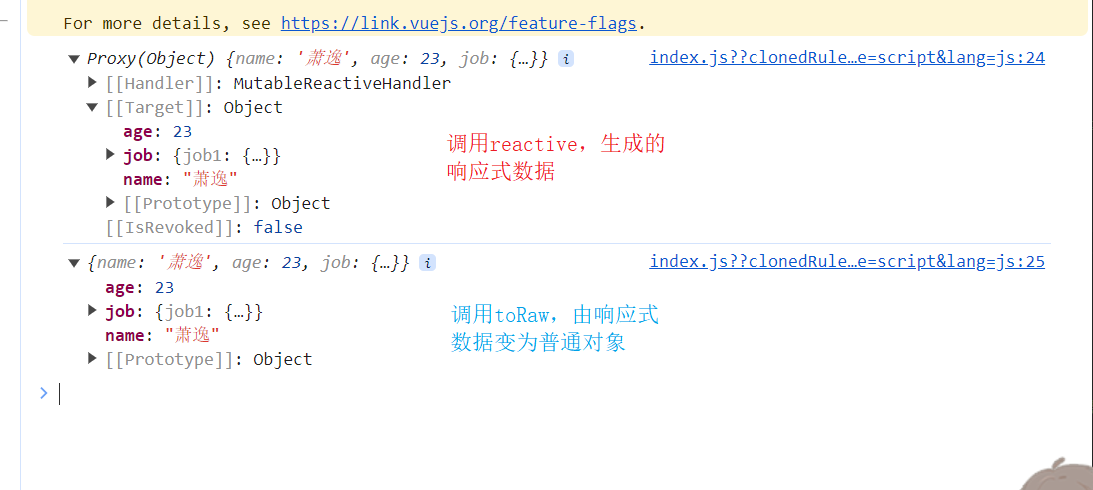 For more details, see https://link.vuejs.org/feature-flags.
Proxy(Object) {name: '萧逸', age: 23, job: {…}} i index.js??clonedRule…e=script&lang=js:24
[[Handler]]: MutableReactiveHandler
[[Target]]: Object
age: 23
job: {job1: {…}}
name: "萧逸"
[[Prototype]]: Object
[[IsRevoked]]: false
调用reactive，生成的
响应式数据
{name: '萧逸', age: 23, job: {…}} i index.js??clonedRule…e=script&lang=js:25
age: 23
job: {job1: {…}}
name: "萧逸"
[[Prototype]]: Object
调用toRaw，由响应式
数据变为普通对象